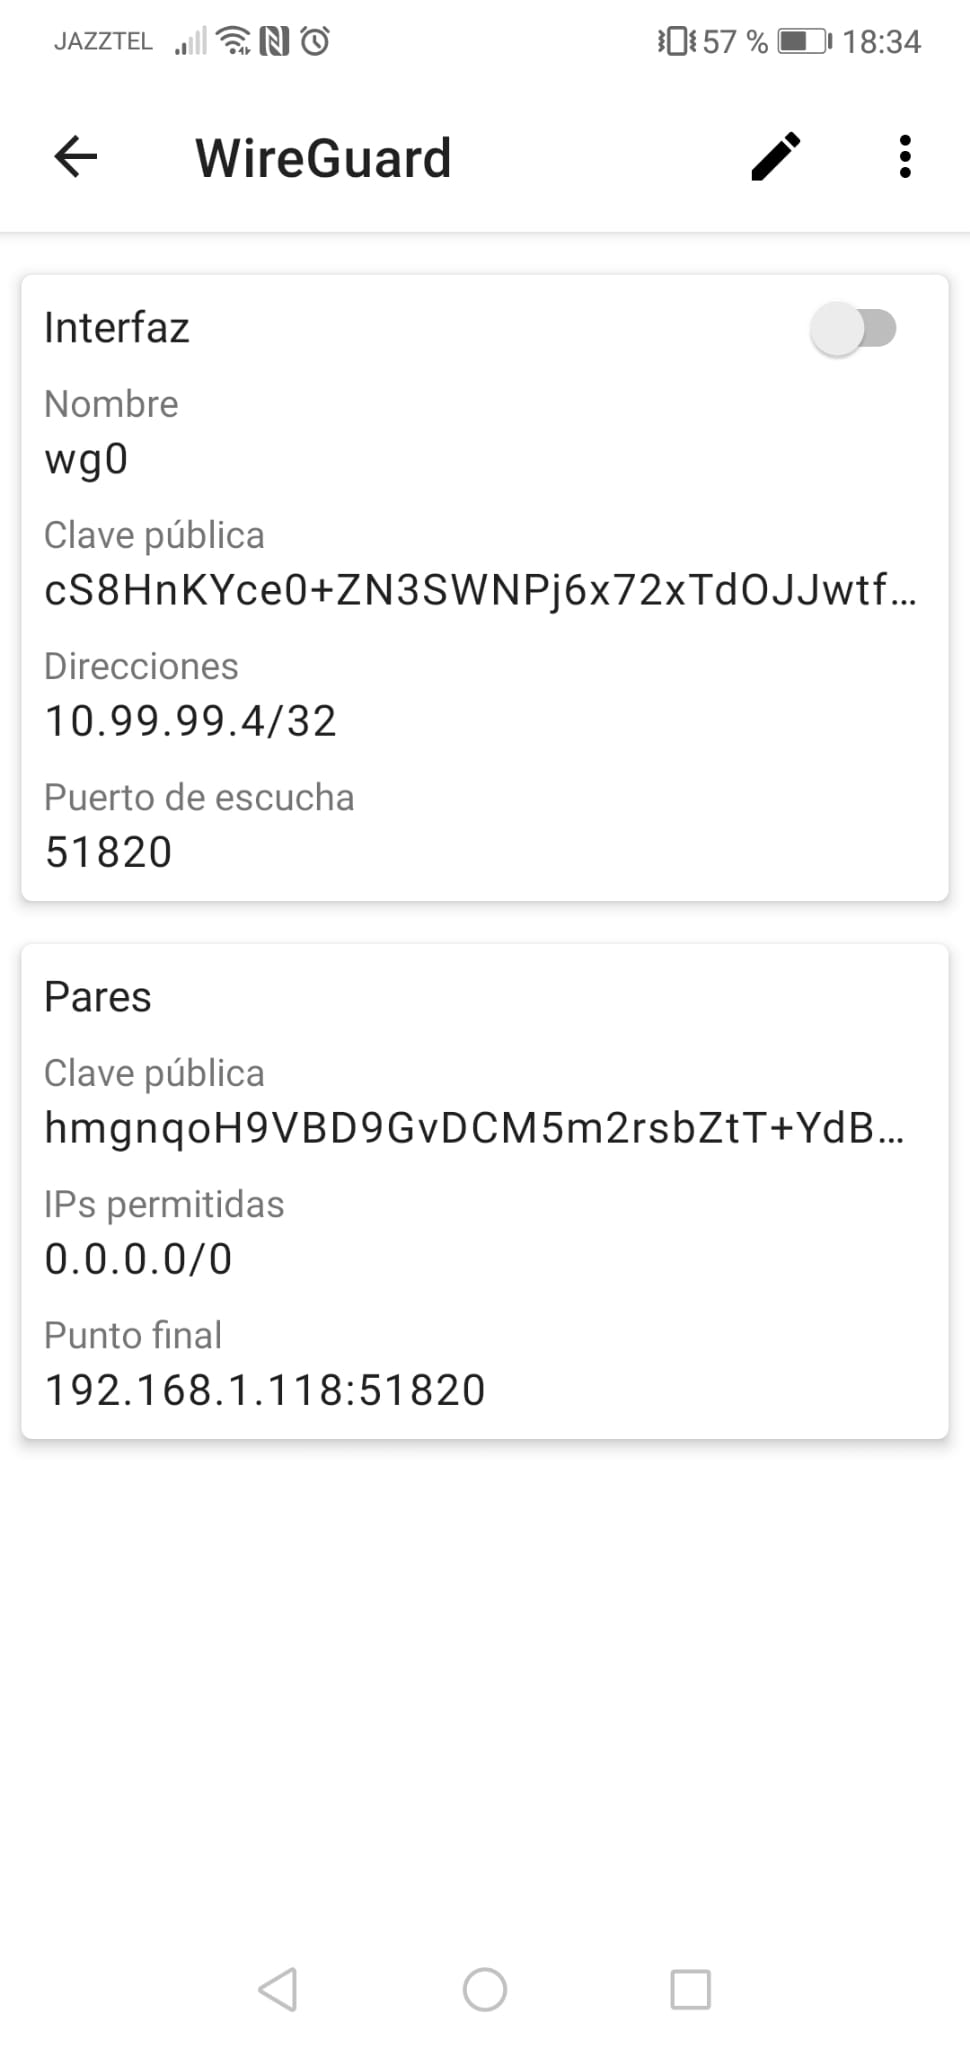 JAZZTEL 57 % 18:34
WireGuard
Interfaz
Nombre
wg0
Clave pública
cS8HnKYce0+ZN3SWNPj6x72xTdOJJwtf…
Direcciones
10.99.99.4/32
Puerto de escucha
51820
Pares
Clave pública
hmgnqoH9VBD9GvDCM5m2rsbZtT+YdB…
IPs permitidas
0.0.0.0/0
Punto final
192.168.1.118:51820